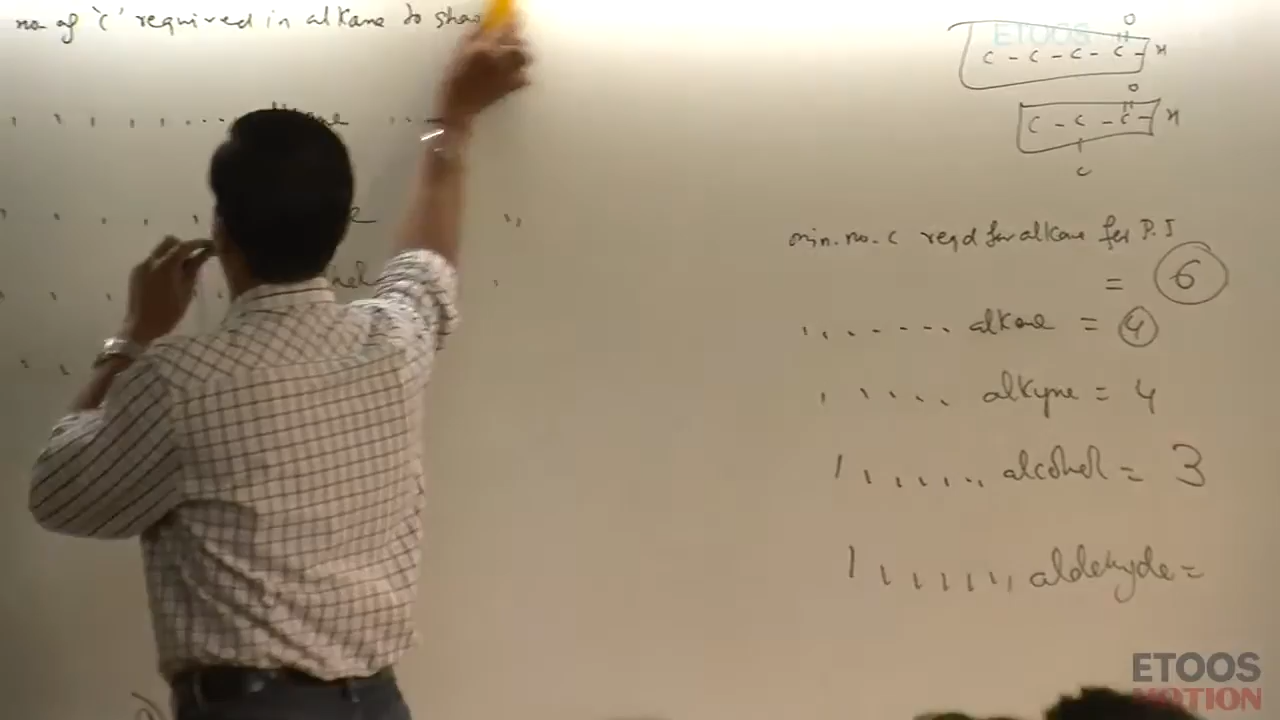 no. of 'c' required in alkane to show
ETOOS
O
C - C - C - C - H
O
C - C - C - H
C
min. no. c reqd for alkane for P.I
= 6
alkene = 4
alkyne = 4
alcohol = 3
aldehyde =
ETOOS
MOTION